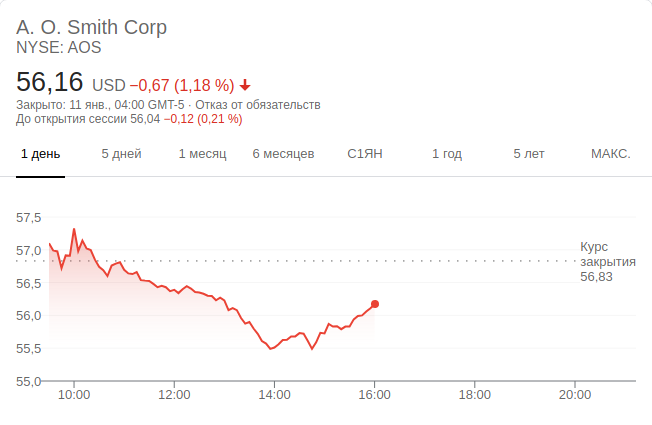 A. O. Smith Corp
NYSE: AOS
56,16 USD −0,67 (1,18 %)
Закрыто: 11 янв., 04:00 GMT-5 · Отказ от обязательств
До открытия сессии 56,04 −0,12 (0,21 %)
1 день 5 дней 1 месяц 6 месяцев С1ЯН 1 год 5 лет МАКС.
57,5
57,0
Курс
закрытия
56,83
56,5
56,0
55,5
55,0
10:00 12:00 14:00 16:00 18:00 20:00